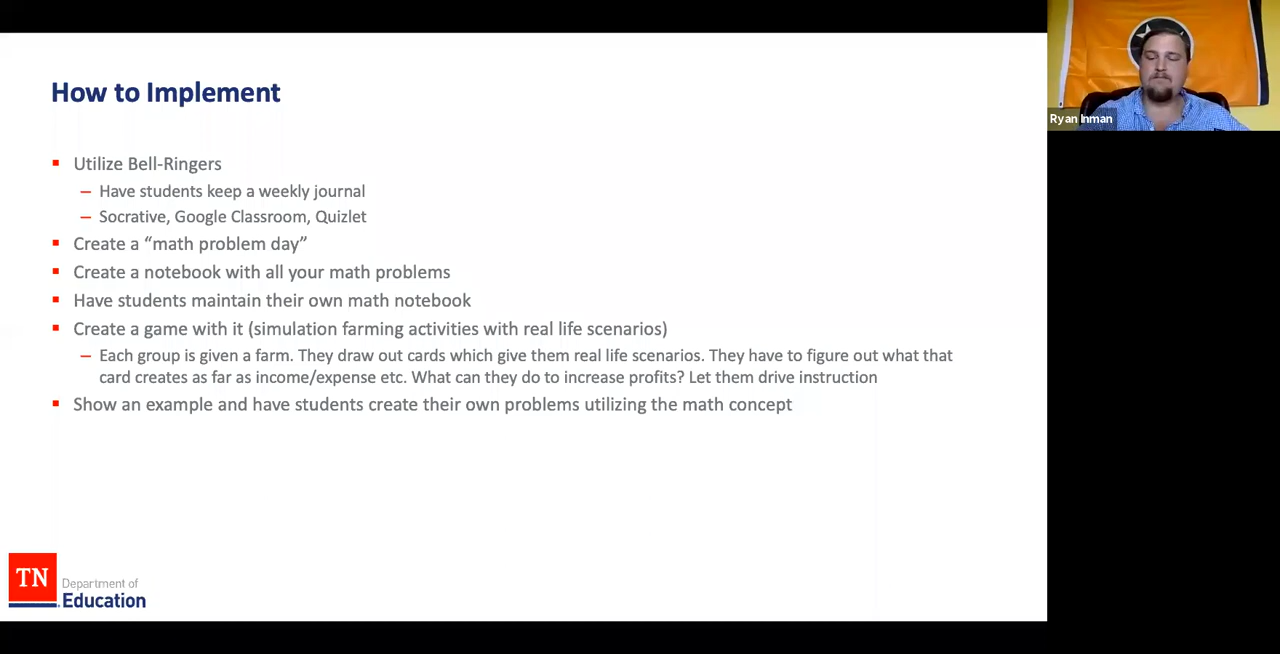 How to Implement
Utilize Bell-Ringers
– Have students keep a weekly journal
– Socrative, Google Classroom, Quizlet
Create a “math problem day”
Create a notebook with all your math problems
Have students maintain their own math notebook
Create a game with it (simulation farming activities with real life scenarios)
– Each group is given a farm. They draw out cards which give them real life scenarios. They have to figure out what that
card creates as far as income/expense etc. What can they do to increase profits? Let them drive instruction
Show an example and have students create their own problems utilizing the math concept
TN
Department of
Education
Ryan Inman